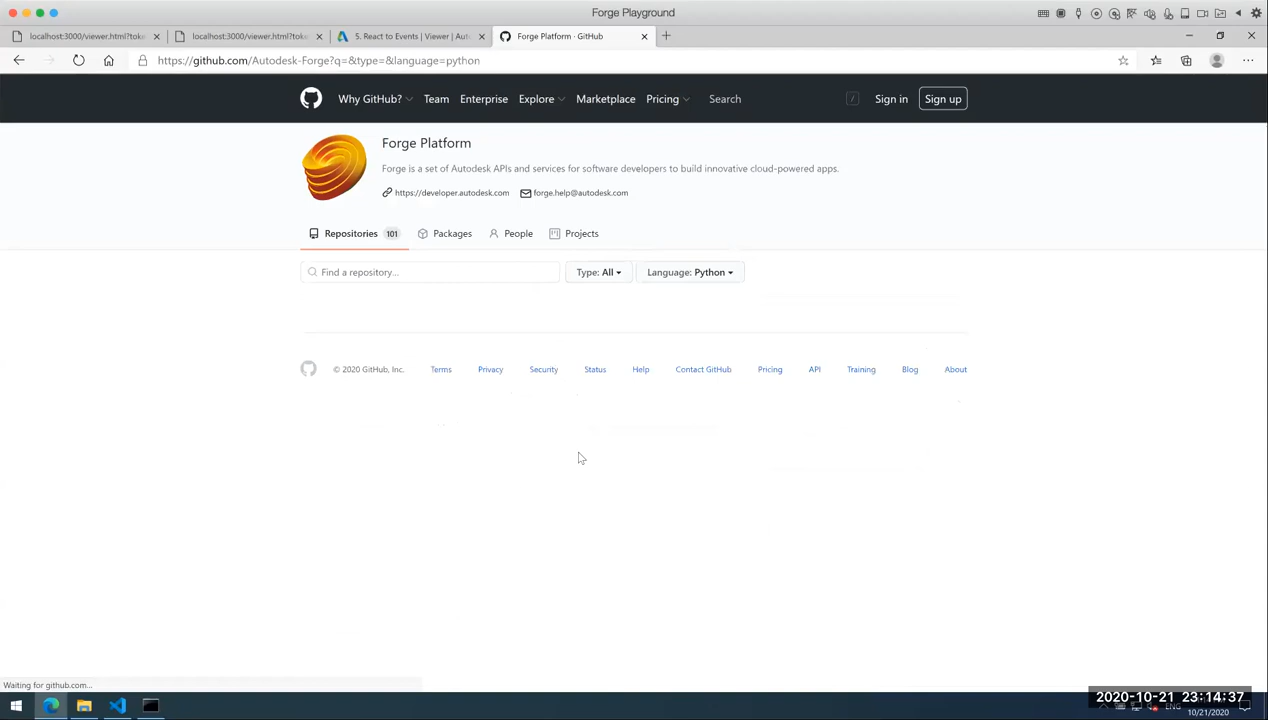 Forge Playground
localhost:3000/viewer.html?toke
localhost:3000/viewer.html?toke
5. React to Events | Viewer | Auto
Forge Platform · GitHub
https://github.com/Autodesk-Forge?q=&type=&language=python
Why GitHub?
Team
Enterprise
Explore
Marketplace
Pricing
Search
/
Sign in
Sign up
Forge Platform
Forge is a set of Autodesk APIs and services for software developers to build innovative cloud-powered apps.
https://developer.autodesk.com
forge.help@autodesk.com
Repositories 101
Packages
People
Projects
Find a repository...
Type: All
Language: Python
© 2020 GitHub, Inc.
Terms
Privacy
Security
Status
Help
Contact GitHub
Pricing
API
Training
Blog
About
Waiting for github.com...
2020-10-21 23:14:37
ENG
10/21/2020